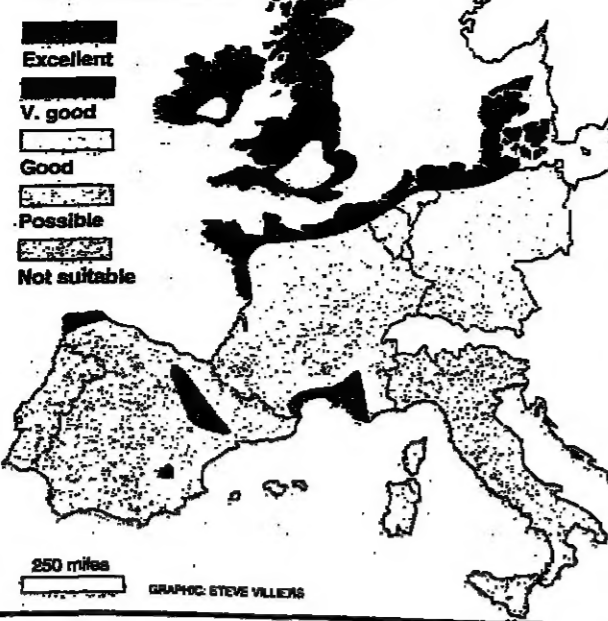 Excellent
V. good
Good
Possible
Not suitable
250 miles
GRAPHIC: STEVE VILLIERS